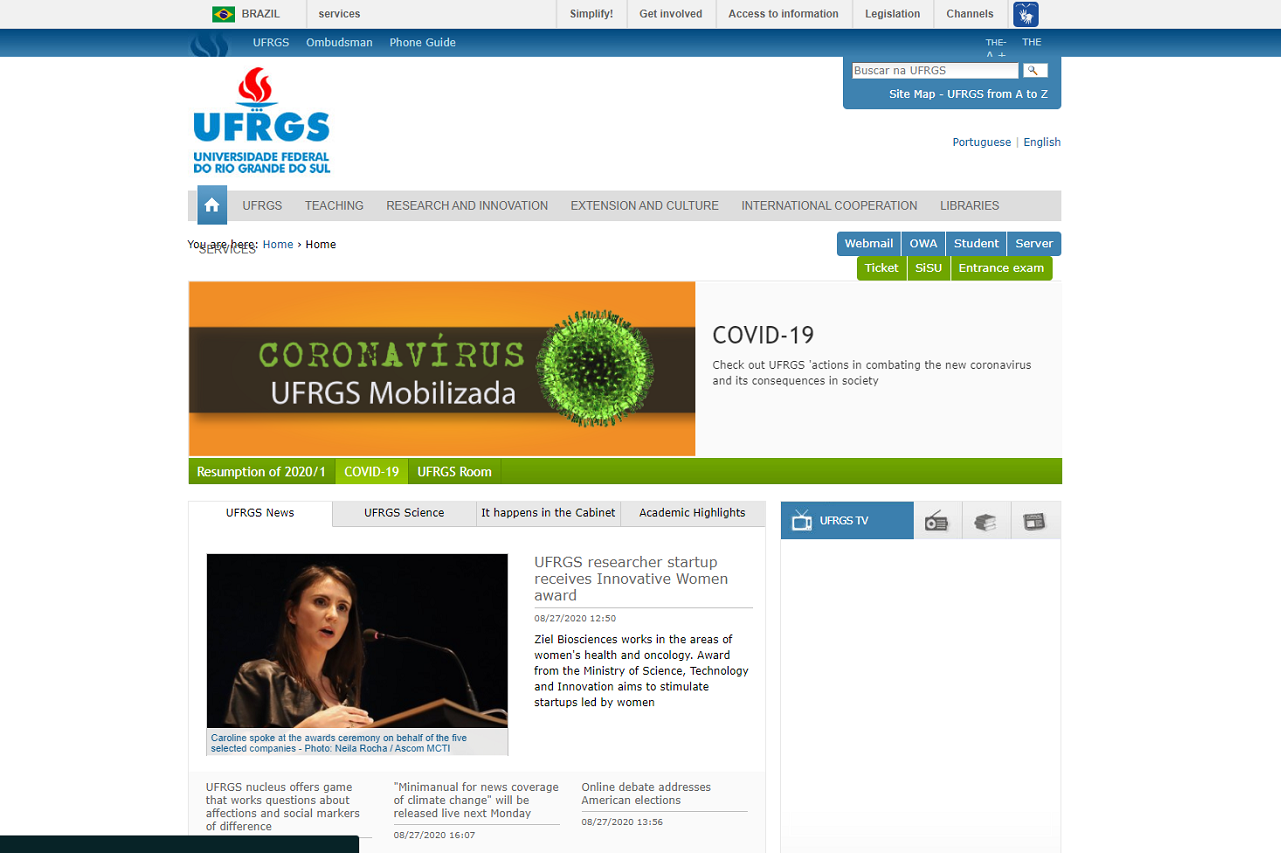 BRAZIL services Simplify! Get involved Access to information Legislation Channels
UFRGS Ombudsman Phone Guide THE- THE
A +
Buscar na UFRGS
Site Map - UFRGS from A to Z
UFRGS
UNIVERSIDADE FEDERAL
DO RIO GRANDE DO SUL
Portuguese | English
UFRGS TEACHING RESEARCH AND INNOVATION EXTENSION AND CULTURE INTERNATIONAL COOPERATION LIBRARIES
SERVICES
You are here: Home › Home
Webmail OWA Student Server
Ticket SiSU Entrance exam
CORONAVÍRUS
UFRGS Mobilizada
COVID-19
Check out UFRGS 'actions in combating the new coronavirus
and its consequences in society
Resumption of 2020/1 COVID-19 UFRGS Room
UFRGS News UFRGS Science It happens in the Cabinet Academic Highlights
UFRGS TV
UFRGS researcher startup
receives Innovative Women
award
08/27/2020 12:50
Ziel Biosciences works in the areas of
women's health and oncology. Award
from the Ministry of Science, Technology
and Innovation aims to stimulate
startups led by women
Caroline spoke at the awards ceremony on behalf of the five
selected companies - Photo: Neila Rocha / Ascom MCTI
UFRGS nucleus offers game
that works questions about
affections and social markers
of difference
"Minimanual for news coverage
of climate change" will be
released live next Monday
08/27/2020 16:07
Online debate addresses
American elections
08/27/2020 13:56